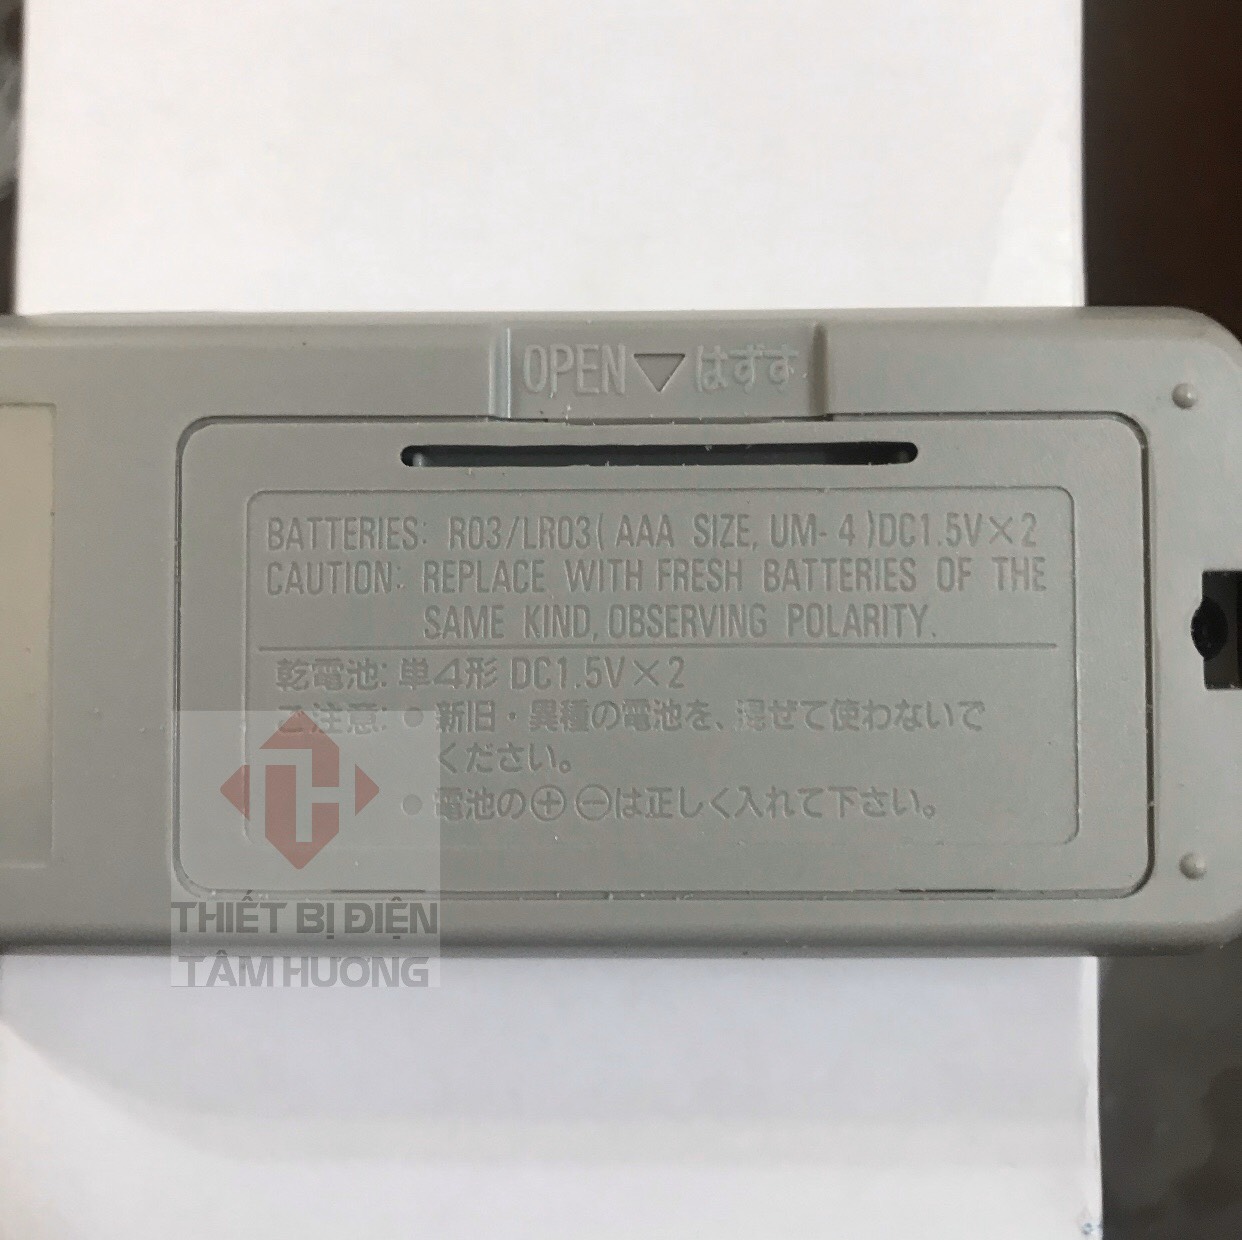 OPEN ▽ はずす
BATTERIES: R03/LR03( AAA SIZE, UM-4 )DC1.5V×2
CAUTION: REPLACE WITH FRESH BATTERIES OF THE
SAME KIND, OBSERVING POLARITY.
乾電池: 単4形 DC1.5V×2
ご注意: ●新旧・異種の電池を、混ぜて使わないで
ください。
●電池の⊕⊖は正しく入れて下さい。
THIẾT BỊ ĐIỆN
TÂM HƯƠNG